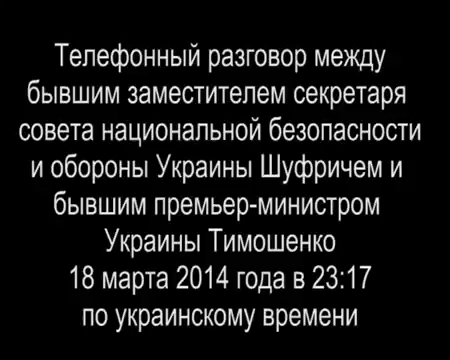 Телефонный разговор между
бывшим заместителем секретаря
совета национальной безопасности
и обороны Украины Шуфричем и
бывшим премьер-министром
Украины Тимошенко
18 марта 2014 года в 23:17
по украинскому времени